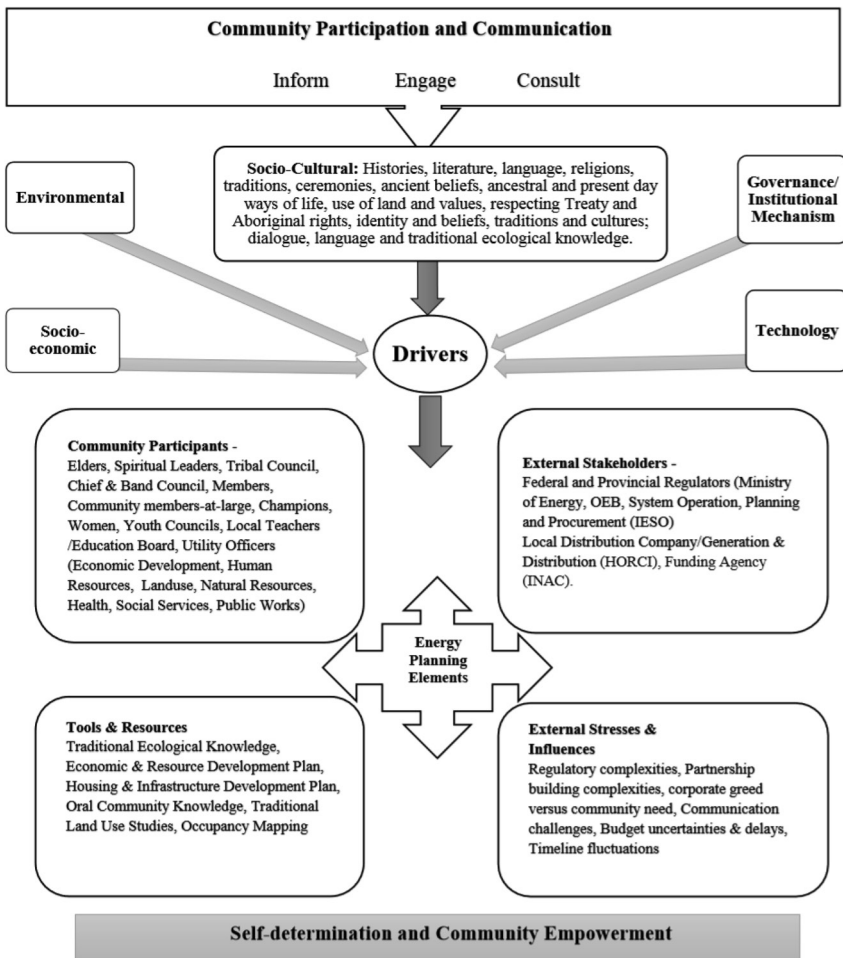 Community Participation and Communication
Inform Engage Consult
Socio-Cultural: Histories, literature, language, religions,
traditions, ceremonies, ancient beliefs, ancestral and present day
ways of life, use of land and values, respecting Treaty and
Aboriginal rights, identity and beliefs, traditions and cultures;
dialogue, language and traditional ecological knowledge.
Environmental
Governance/
Institutional
Mechanism
Socio-
economic
Drivers
Technology
Community Participants -
Elders, Spiritual Leaders, Tribal Council,
Chief & Band Council, Members,
Community members-at-large, Champions,
Women, Youth Councils, Local Teachers
/Education Board, Utility Officers
(Economic Development, Human
Resources, Landuse, Natural Resources,
Health, Social Services, Public Works)
External Stakeholders -
Federal and Provincial Regulators (Ministry
of Energy, OEB, System Operation, Planning
and Procurement (IESO)
Local Distribution Company/Generation &
Distribution (HORCI), Funding Agency
(INAC).
Energy
Planning
Elements
Tools & Resources
Traditional Ecological Knowledge,
Economic & Resource Development Plan,
Housing & Infrastructure Development Plan,
Oral Community Knowledge, Traditional
Land Use Studies, Occupancy Mapping
External Stresses &
Influences
Regulatory complexities, Partnership
building complexities, corporate greed
versus community need, Communication
challenges, Budget uncertainties & delays,
Timeline fluctuations
Self-determination and Community Empowerment